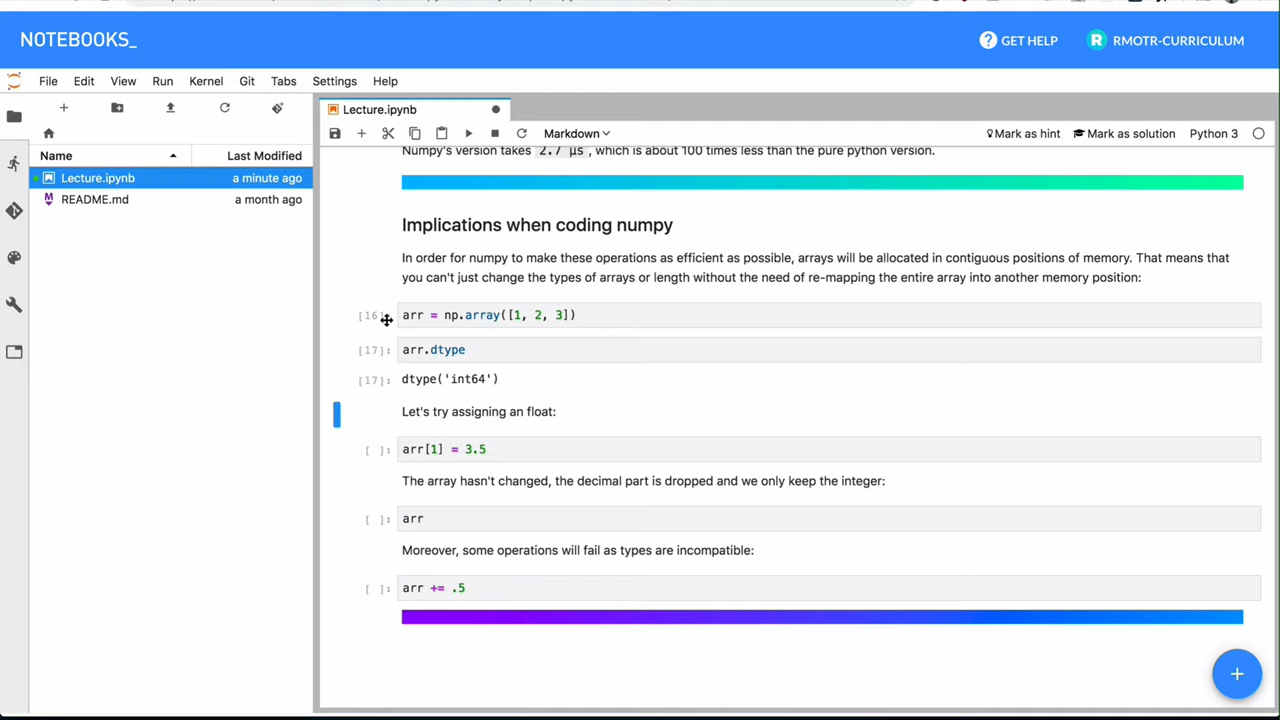 NOTEBOOKS_
GET HELP
R RMOTR-CURRICULUM
File Edit View Run Kernel Git Tabs Settings Help
Lecture.ipynb
Markdown
Mark as hint
Mark as solution
Python 3
Name Last Modified
Lecture.ipynb a minute ago
README.md a month ago
Numpy's version takes 2.7 µs , which is about 100 times less than the pure python version.
Implications when coding numpy
In order for numpy to make these operations as efficient as possible, arrays will be allocated in contiguous positions of memory. That means that
you can't just change the types of arrays or length without the need of re-mapping the entire array into another memory position:
[16]: arr = np.array([1, 2, 3])
[17]: arr.dtype
[17]: dtype('int64')
Let's try assigning an float:
[ ]: arr[1] = 3.5
The array hasn't changed, the decimal part is dropped and we only keep the integer:
[ ]: arr
Moreover, some operations will fail as types are incompatible:
[ ]: arr += .5